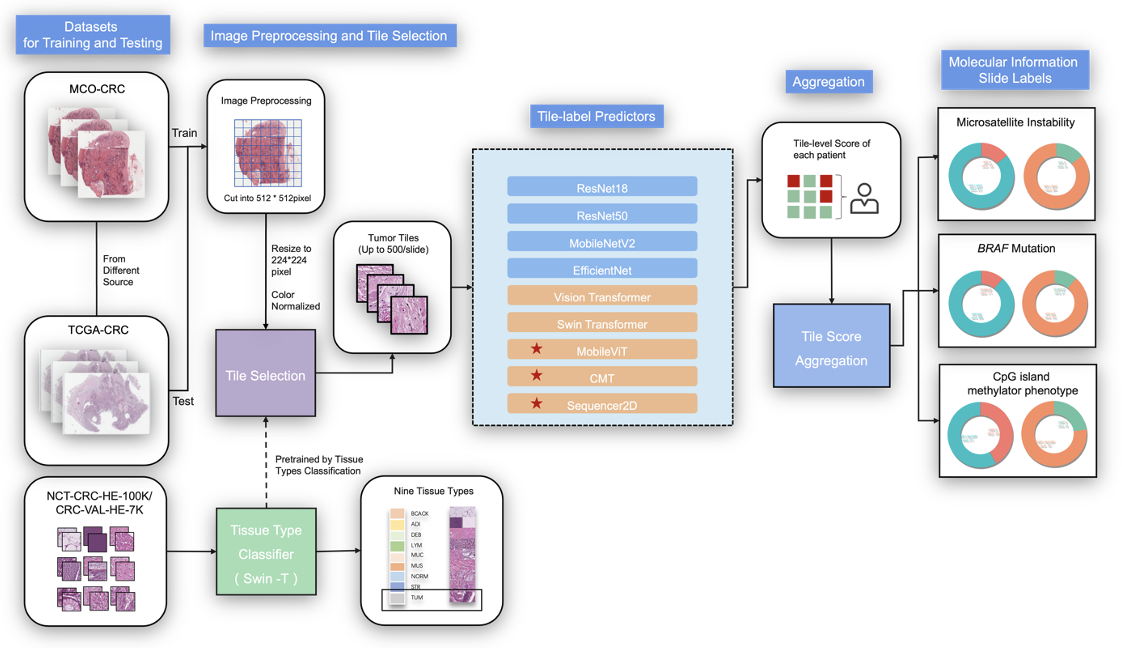 Datasets
for Training and Testing
Image Preprocessing and Tile Selection
MCO-CRC
Train
Image Preprocessing
Cut into 512 * 512pixel
From
Different
Source
Resize to
224*224
pixel
Color
Normalized
TCGA-CRC
Test
Tile Selection
Tumor Tiles
(Up to 500/slide)
Pretrained by Tissue
Types Classification
NCT-CRC-HE-100K/
CRC-VAL-HE-7K
Tissue Type
Classifier
( Swin -T )
Nine Tissue Types
ADI
DEB
LYM
MUC
MUS
NORM
STR
TUM
Tile-label Predictors
ResNet18
ResNet50
MobileNetV2
EfficientNet
Vision Transformer
Swin Transformer
MobileViT
CMT
Sequencer2D
Aggregation
Tile-level Score of
each patient
Tile Score
Aggregation
Molecular Information
Slide Labels
Microsatellite Instability
BRAF Mutation
CpG island
methylator phenotype